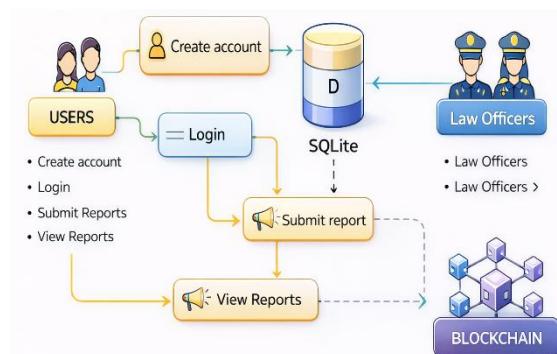 Create account
D
SQLite
USERS
Login
Law Officers
• Create account
• Login
• Submit Reports
• View Reports
• Law Officers
• Law Officers >
Submit report
View Reports
BLOCKCHAIN